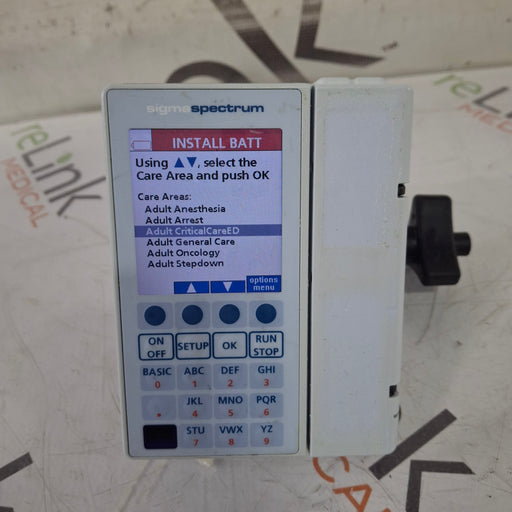 sigmaspectrum
INSTALL BATT
Using ▲▼, select the
Care Area and push OK
Care Areas:
Adult Anesthesia
Adult Arrest
Adult CriticalCareED
Adult General Care
Adult Oncology
Adult Stepdown
▲ ▼ options
menu
ON
OFF
SETUP
OK
RUN
STOP
BASIC ABC DEF GHI
0 1 2 3
JKL MNO PQR
. 4 5 6
STU VWX YZ
7 8 9
reLink
MEDICAL